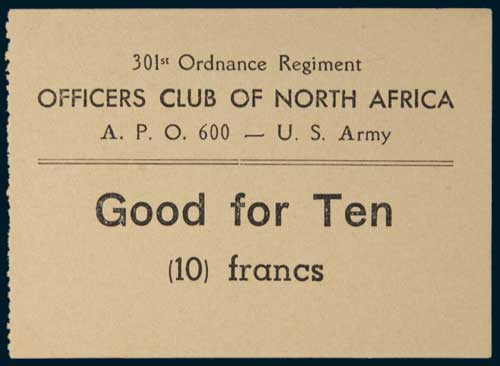 301st Ordnance Regiment
OFFICERS CLUB OF NORTH AFRICA
A. P. O. 600 — U. S. Army
Good for Ten
(10) francs